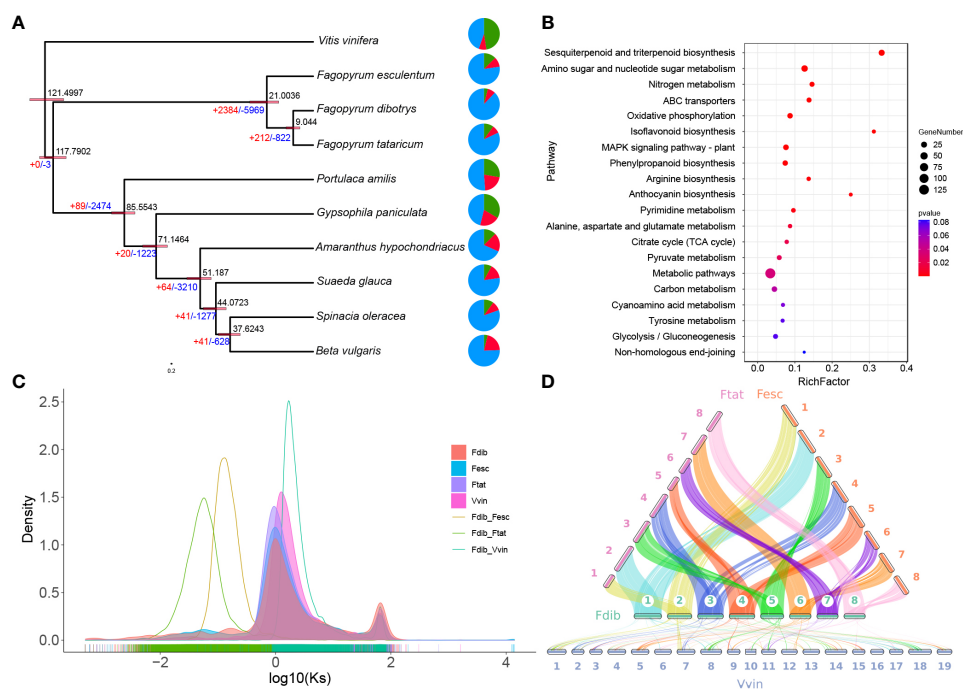 A
Vitis vinifera
121.4997
Fagopyrum esculentum
21.0036
+2384/-5969
Fagopyrum dibotrys
9.044
+212/-822
Fagopyrum tataricum
117.7902
+0/-3
Portulaca amilis
+89/-2474
85.5543
Gypsophila paniculata
71.1464
+20/-1223
Amaranthus hypochondriacus
51.187
+64/-3210
Suaeda glauca
44.0723
+41/-1277
Spinacia oleracea
37.6243
+41/-628
Beta vulgaris
0.2
B
Pathway
Sesquiterpenoid and triterpenoid biosynthesis
Amino sugar and nucleotide sugar metabolism
Nitrogen metabolism
ABC transporters
Oxidative phosphorylation
Isoflavonoid biosynthesis
MAPK signaling pathway - plant
Phenylpropanoid biosynthesis
Arginine biosynthesis
Anthocyanin biosynthesis
Pyrimidine metabolism
Alanine, aspartate and glutamate metabolism
Citrate cycle (TCA cycle)
Pyruvate metabolism
Metabolic pathways
Carbon metabolism
Cyanoamino acid metabolism
Tyrosine metabolism
Glycolysis / Gluconeogenesis
Non-homologous end-joining
0.0 0.1 0.2 0.3 0.4
RichFactor
GeneNumber
25
50
75
100
125
pvalue
0.08
0.06
0.04
0.02
C
Density
2.5
2.0
1.5
1.0
0.5
0.0
−2 0 2 4
log10(Ks)
Fdib
Fesc
Ftat
Vvin
Fdib_Fesc
Fdib_Ftat
Fdib_Vvin
D
Ftat Fesc
8 7 6 5 4 3 2 1
1 2 3 4 5 6 7 8
Fdib 1 2 3 4 5 6 7 8
1 2 3 4 5 6 7 8 9 10 11 12 13 14 15 16 17 18 19
Vvin